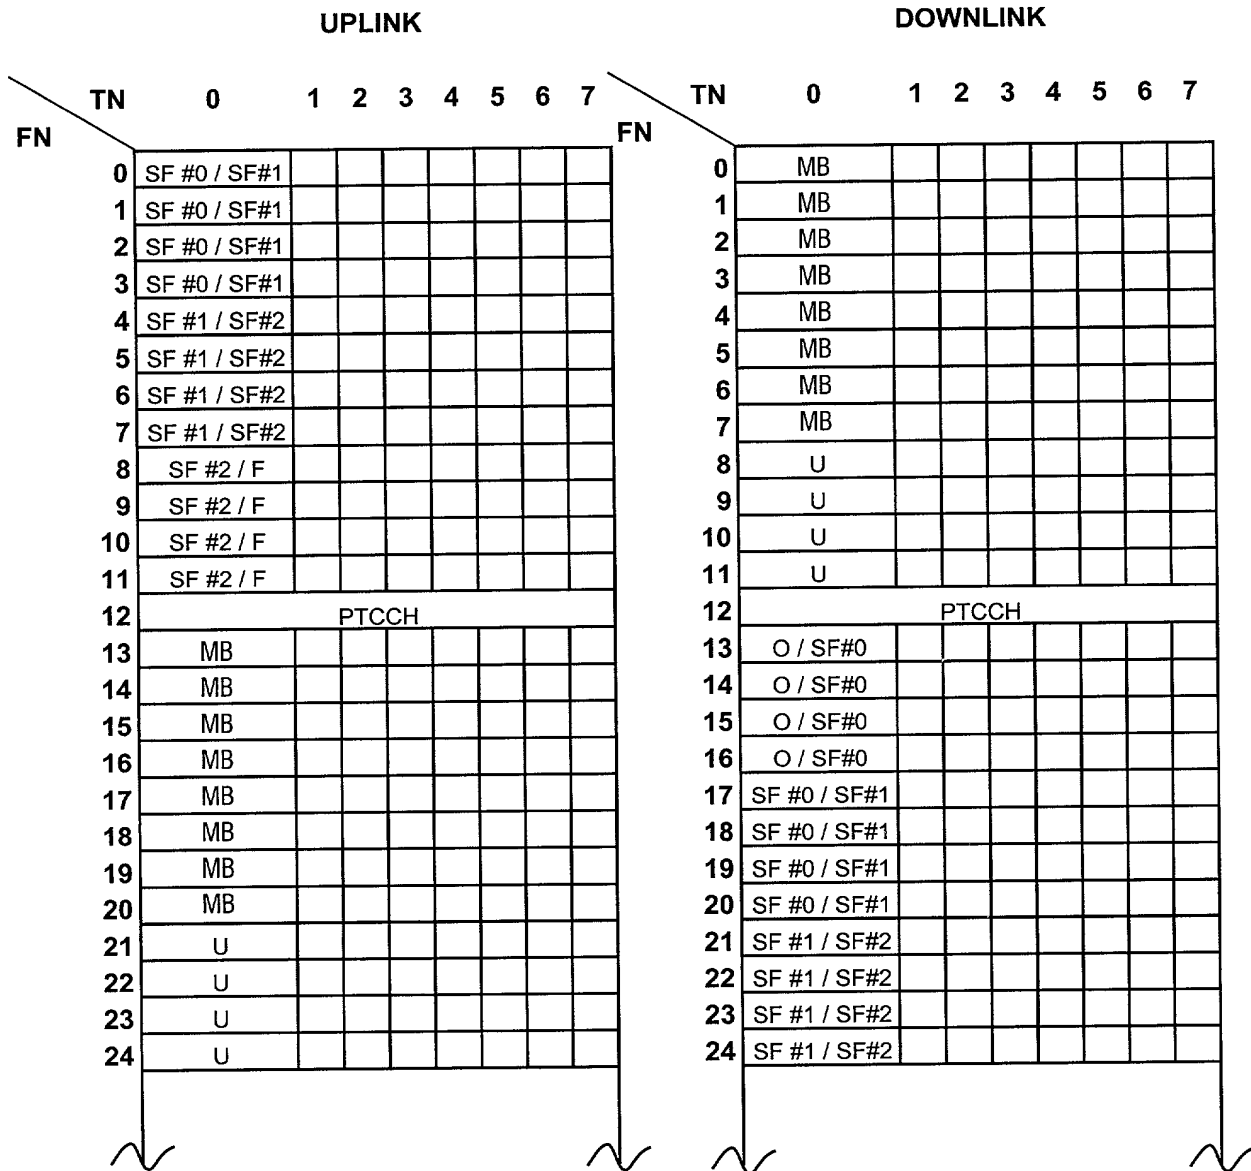 UPLINK DOWNLINK
TN 0 1 2 3 4 5 6 7 TN 0 1 2 3 4 5 6 7
FN FN
0 SF #0 / SF#1 0 MB
1 SF #0 / SF#1 1 MB
2 SF #0 / SF#1 2 MB
3 SF #0 / SF#1 3 MB
4 SF #1 / SF#2 4 MB
5 SF #1 / SF#2 5 MB
6 SF #1 / SF#2 6 MB
7 SF #1 / SF#2 7 MB
8 SF #2 / F 8 U
9 SF #2 / F 9 U
10 SF #2 / F 10 U
11 SF #2 / F 11 U
12 PTCCH 12 PTCCH
13 MB 13 O / SF#0
14 MB 14 O / SF#0
15 MB 15 O / SF#0
16 MB 16 O / SF#0
17 MB 17 SF #0 / SF#1
18 MB 18 SF #0 / SF#1
19 MB 19 SF #0 / SF#1
20 MB 20 SF #0 / SF#1
21 U 21 SF #1 / SF#2
22 U 22 SF #1 / SF#2
23 U 23 SF #1 / SF#2
24 U 24 SF #1 / SF#2